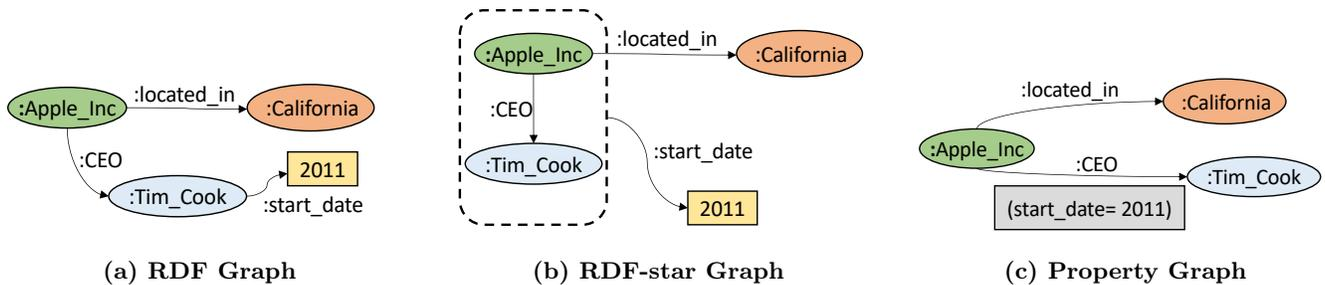 :Apple_Inc
:located_in
:California
:CEO
:Tim_Cook
2011
:start_date
(a) RDF Graph
:Apple_Inc
:located_in
:California
:CEO
:Tim_Cook
:start_date
2011
(b) RDF-star Graph
:located_in
:California
:Apple_Inc
:CEO
:Tim_Cook
(start_date= 2011)
(c) Property Graph